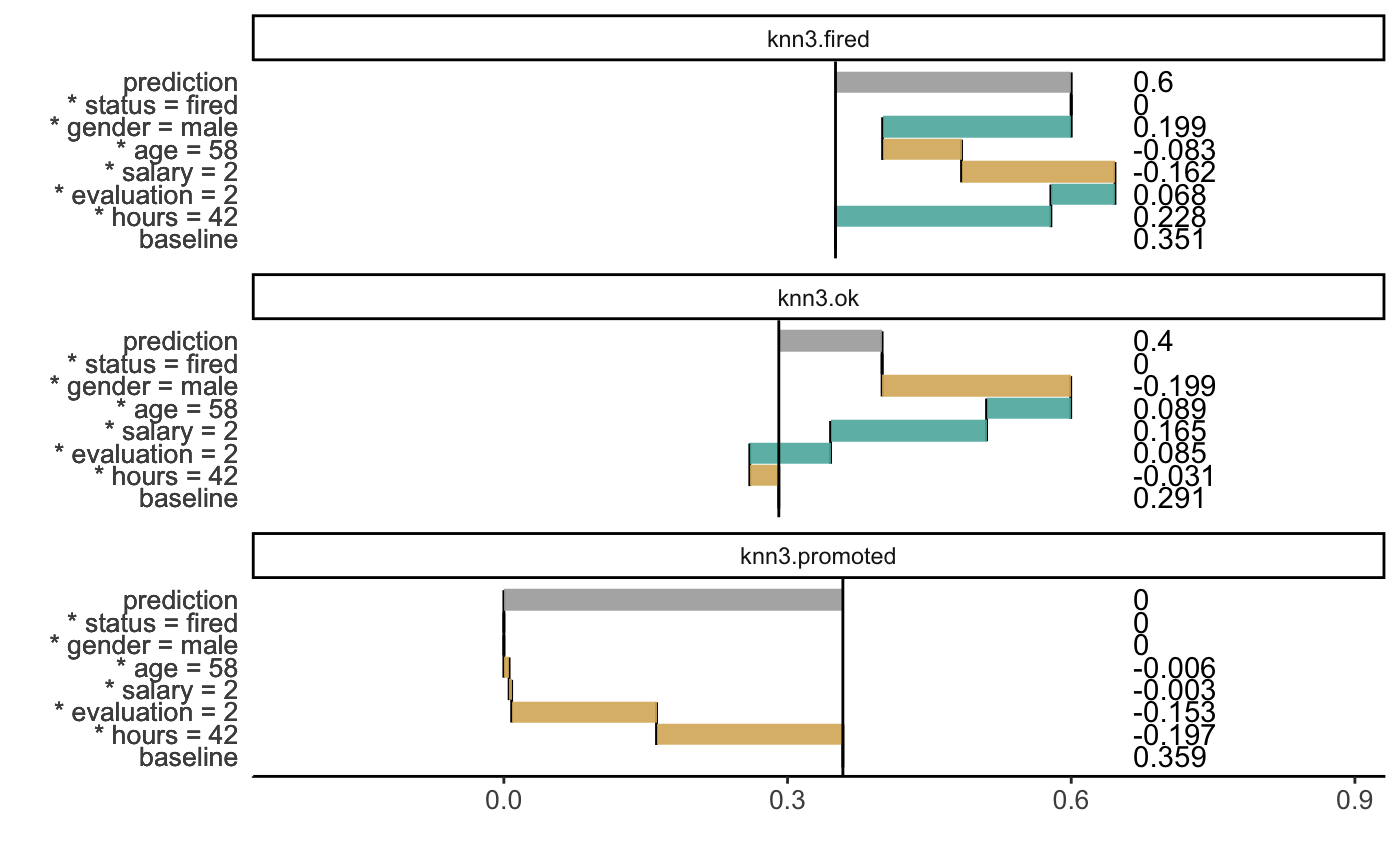 knn3.fired
prediction 0.6
* status = fired 0
* gender = male 0.199
* age = 58 -0.083
* salary = 2 -0.162
* evaluation = 2 0.068
* hours = 42 0.228
baseline 0.351
knn3.ok
prediction 0.4
* status = fired 0
* gender = male -0.199
* age = 58 0.089
* salary = 2 0.165
* evaluation = 2 0.085
* hours = 42 -0.031
baseline 0.291
knn3.promoted
prediction 0
* status = fired 0
* gender = male 0
* age = 58 -0.006
* salary = 2 -0.003
* evaluation = 2 -0.153
* hours = 42 -0.197
baseline 0.359
0.0 0.3 0.6 0.9